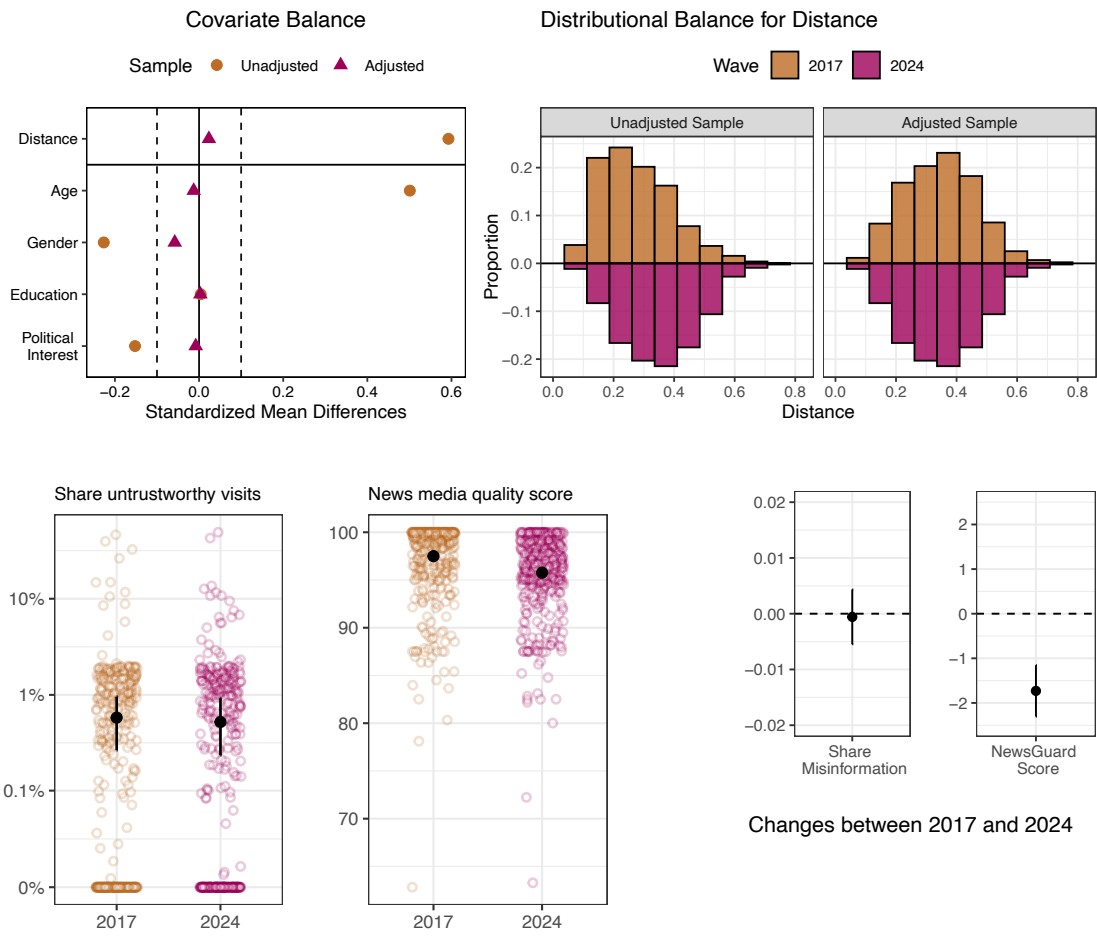 Covariate Balance
Sample Unadjusted Adjusted
Distance
Age
Gender
Education
Political
Interest
−0.2 0.0 0.2 0.4 0.6
Standardized Mean Differences
Distributional Balance for Distance
Wave 2017 2024
Unadjusted Sample Adjusted Sample
Proportion
0.2
0.1
0.0
−0.1
−0.2
0.0 0.2 0.4 0.6 0.8 0.0 0.2 0.4 0.6 0.8
Distance
Share untrustworthy visits
10%
1%
0.1%
0%
2017 2024
News media quality score
100
90
80
70
2017 2024
0.02
0.01
0.00
−0.01
−0.02
Share
Misinformation
2
1
0
−1
−2
NewsGuard
Score
Changes between 2017 and 2024